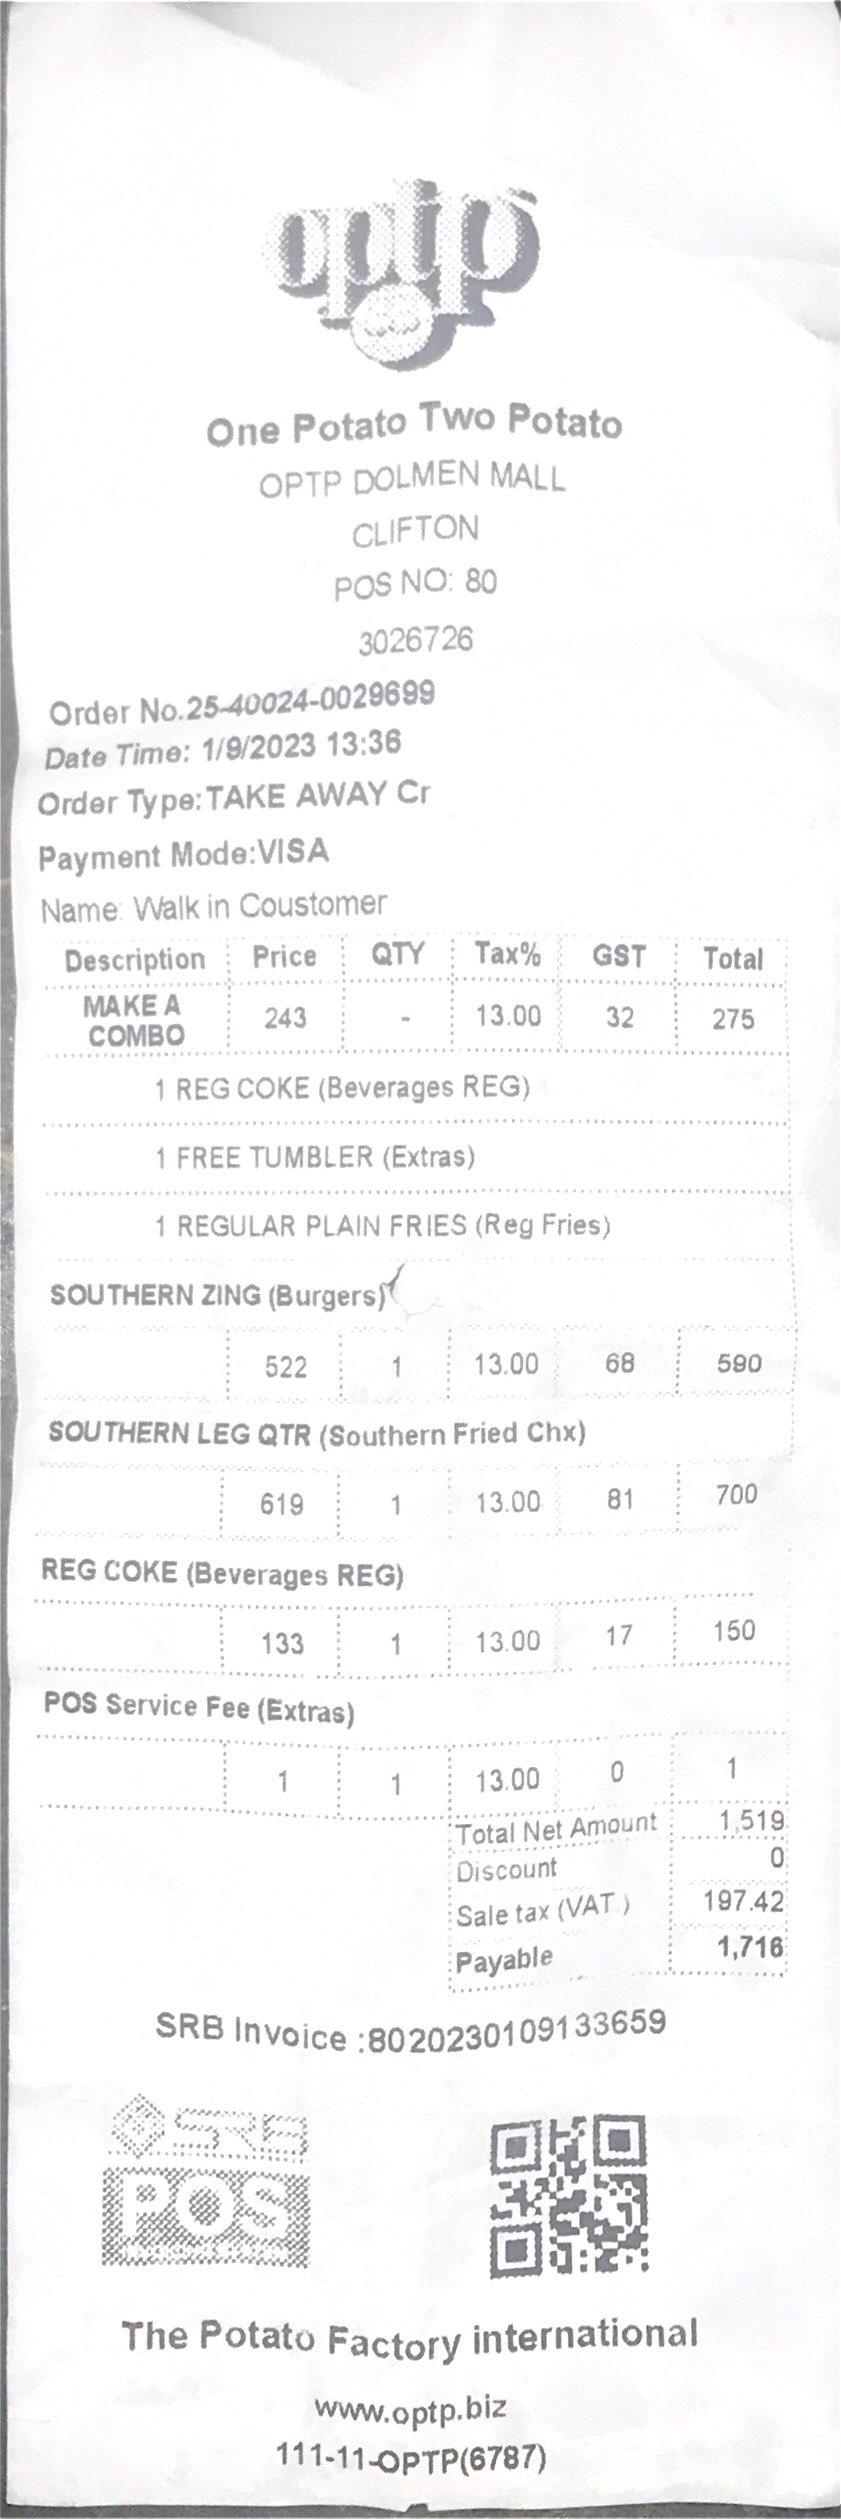 optp
One Potato Two Potato
OPTP DOLMEN MALL
CLIFTON
POS NO: 80
3026726
Order No.25-40024-0029699
Date Time: 1/9/2023 13:36
Order Type:TAKE AWAY Cr
Payment Mode:VISA
Name: Walk in Coustomer
Description Price QTY Tax% GST Total
MAKE A COMBO 243 - 13.00 32 275
1 REG COKE (Beverages REG)
1 FREE TUMBLER (Extras)
1 REGULAR PLAIN FRIES (Reg Fries)
SOUTHERN ZING (Burgers)
522 1 13.00 68 590
SOUTHERN LEG QTR (Southern Fried Chx)
619 1 13.00 81 700
REG COKE (Beverages REG)
133 1 13.00 17 150
POS Service Fee (Extras)
1 1 13.00 0 1
Total Net Amount 1,519
Discount 0
Sale tax (VAT ) 197.42
Payable 1,716
SRB Invoice :8020230109133659
SRB
POS
The Potato Factory international
www.optp.biz
111-11-OPTP(6787)